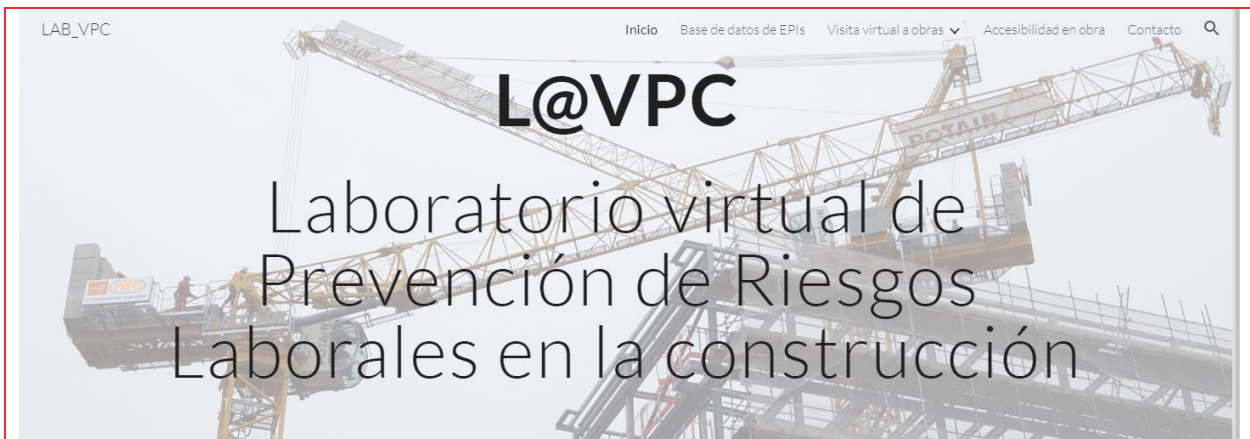 LAB_VPC
Inicio Base de datos de EPIs Visita virtual a obras Accesibilidad en obra Contacto
L@VPC
Laboratorio virtual de
Prevención de Riesgos
Laborales en la construcción
POTAIN
POTAIN